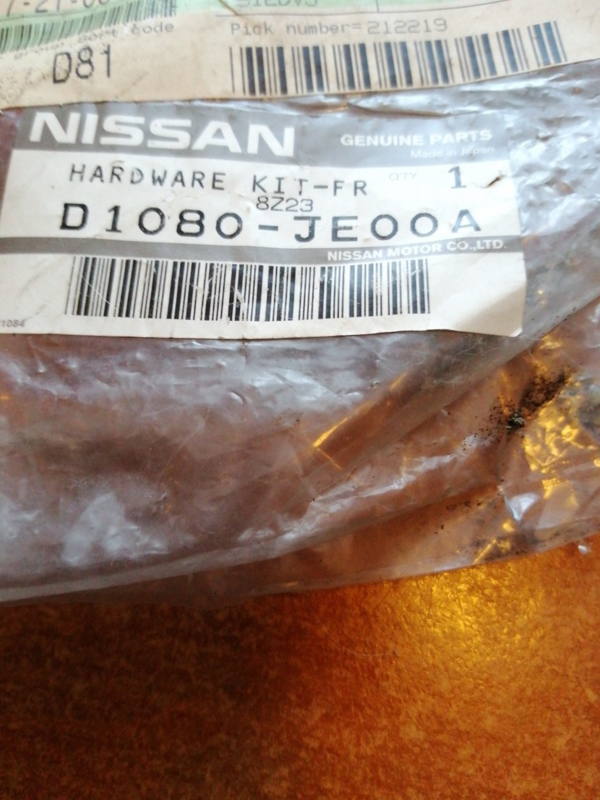 Pick number=212219
D81
NISSAN
GENUINE PARTS
Made in Japan
HARDWARE KIT-FR QTY 1
8Z23
D1080-JE00A
NISSAN MOTOR CO.,LTD.